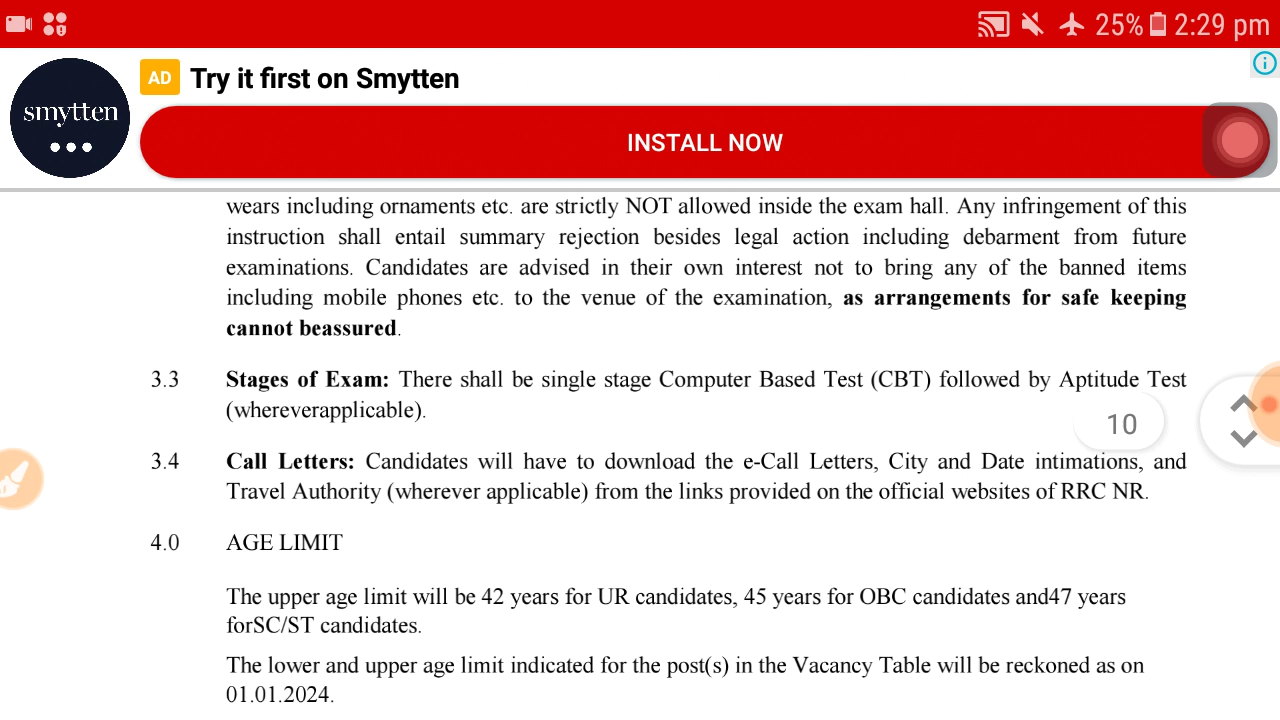 25% 2:29 pm
smytten
AD Try it first on Smytten
INSTALL NOW
wears including ornaments etc. are strictly NOT allowed inside the exam hall. Any infringement of this
instruction shall entail summary rejection besides legal action including debarment from future
examinations. Candidates are advised in their own interest not to bring any of the banned items
including mobile phones etc. to the venue of the examination, as arrangements for safe keeping
cannot beassured.
3.3 Stages of Exam: There shall be single stage Computer Based Test (CBT) followed by Aptitude Test
(whereverapplicable).
10
3.4 Call Letters: Candidates will have to download the e-Call Letters, City and Date intimations, and
Travel Authority (wherever applicable) from the links provided on the official websites of RRC NR.
4.0 AGE LIMIT
The upper age limit will be 42 years for UR candidates, 45 years for OBC candidates and47 years
forSC/ST candidates.
The lower and upper age limit indicated for the post(s) in the Vacancy Table will be reckoned as on
01.01.2024.